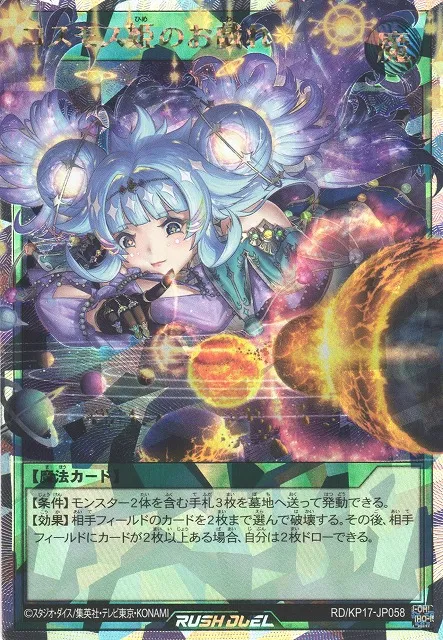 コスモス姫のお戯れ
魔
【魔法カード】
【条件】モンスター2体を含む手札3枚を墓地へ送って発動できる。
【効果】相手フィールドのカードを2枚まで選んで破壊する。その後、相手
フィールドにカードが2枚以上ある場合、自分は2枚ドローできる。
©スタジオ・ダイス/集英社・テレビ東京・KONAMI RUSH DUEL RD/KP17-JP058